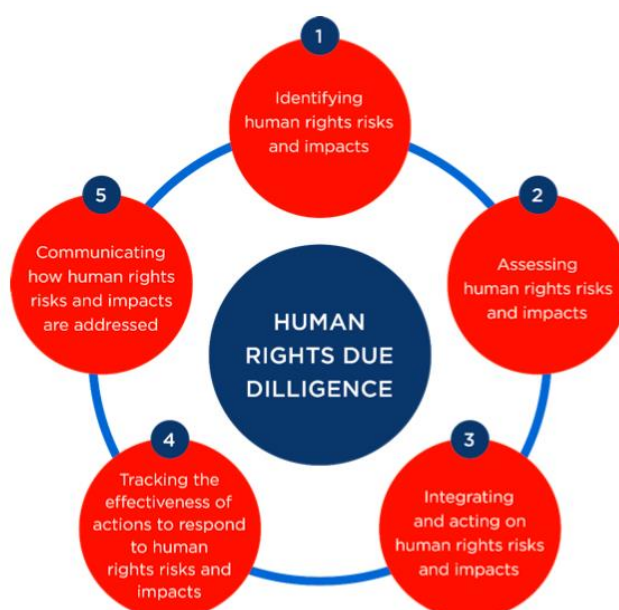 1
Identifying
human rights risks
and impacts
2
Assessing
human rights risks
and impacts
3
Integrating
and acting on
human rights risks
and impacts
4
Tracking the
effectiveness of
actions to respond
to human
rights risks and
impacts
5
Communicating
how human rights
risks and impacts
are addressed
HUMAN
RIGHTS DUE
DILLIGENCE